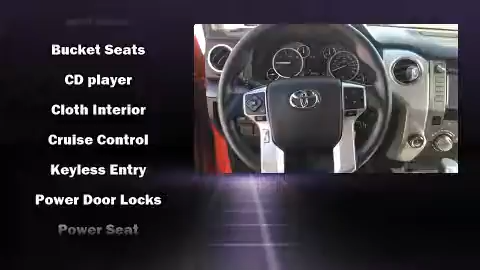 Bucket Seats
CD player
Cloth Interior
Cruise Control
Keyless Entry
Power Door Locks
Power Seat